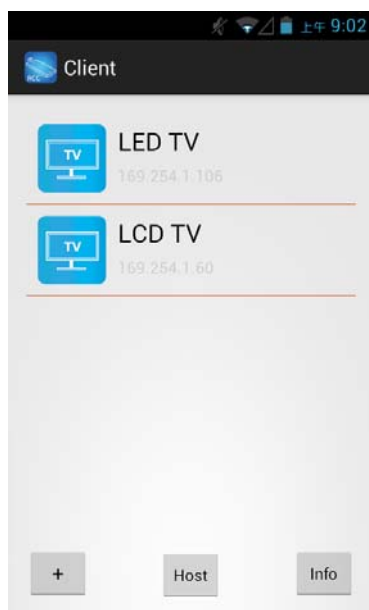 上午 9:02
ACC Client
TV
LED TV
169.254.1.106
TV
LCD TV
169.254.1.60
+ Host Info